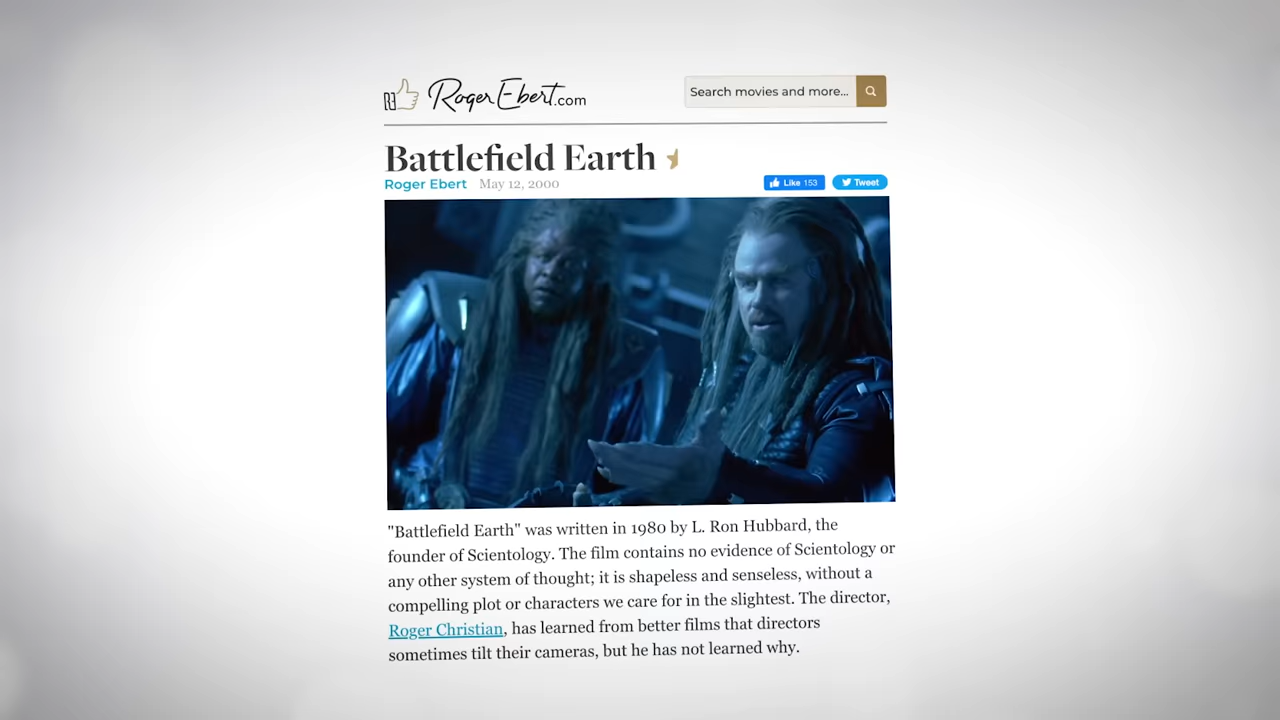 RogerEbert.com
Search movies and more...
Battlefield Earth
Roger Ebert May 12, 2000
Like 153
Tweet
"Battlefield Earth" was written in 1980 by L. Ron Hubbard, the
founder of Scientology. The film contains no evidence of Scientology or
any other system of thought; it is shapeless and senseless, without a
compelling plot or characters we care for in the slightest. The director,
Roger Christian, has learned from better films that directors
sometimes tilt their cameras, but he has not learned why.